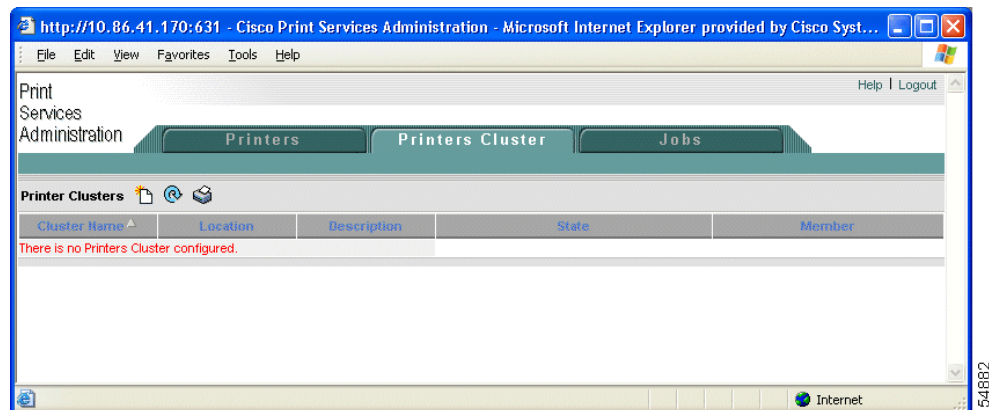 http://10.86.41.170:631 - Cisco Print Services Administration - Microsoft Internet Explorer provided by Cisco Syst...
File Edit View Favorites Tools Help
Help | Logout
Print
Services
Administration
Printers Printers Cluster Jobs
Printer Clusters
Cluster Name Location Description State Member
There is no Printers Cluster configured.
Internet
54882